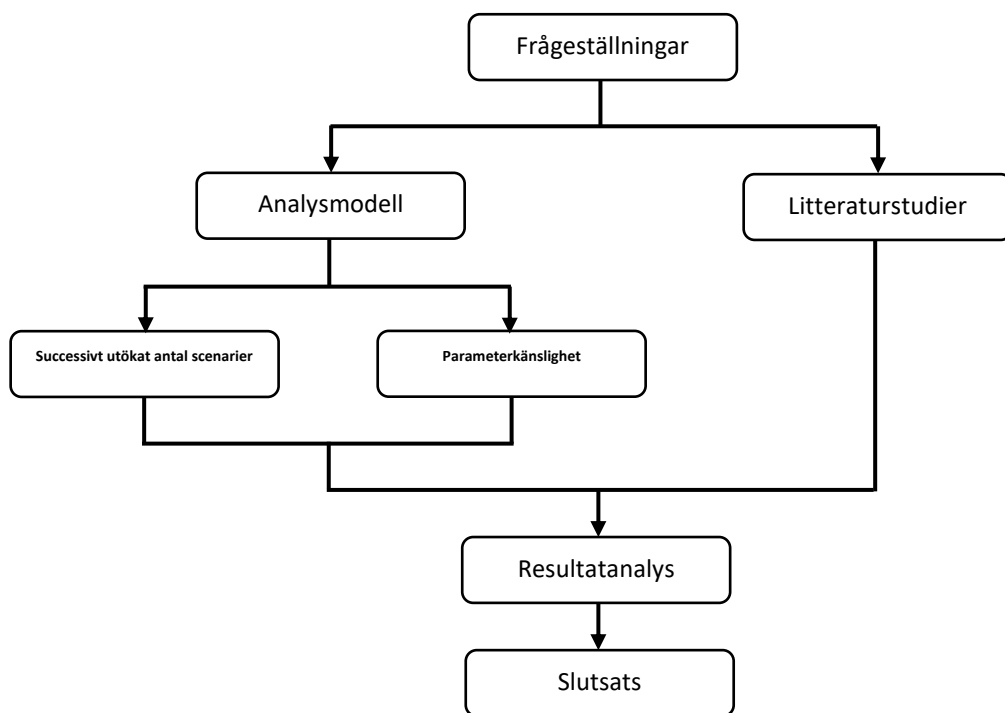 Frågeställningar
Analysmodell
Litteraturstudier
Successivt utökat antal scenarier
Parameterkänslighet
Resultatanalys
Slutsats